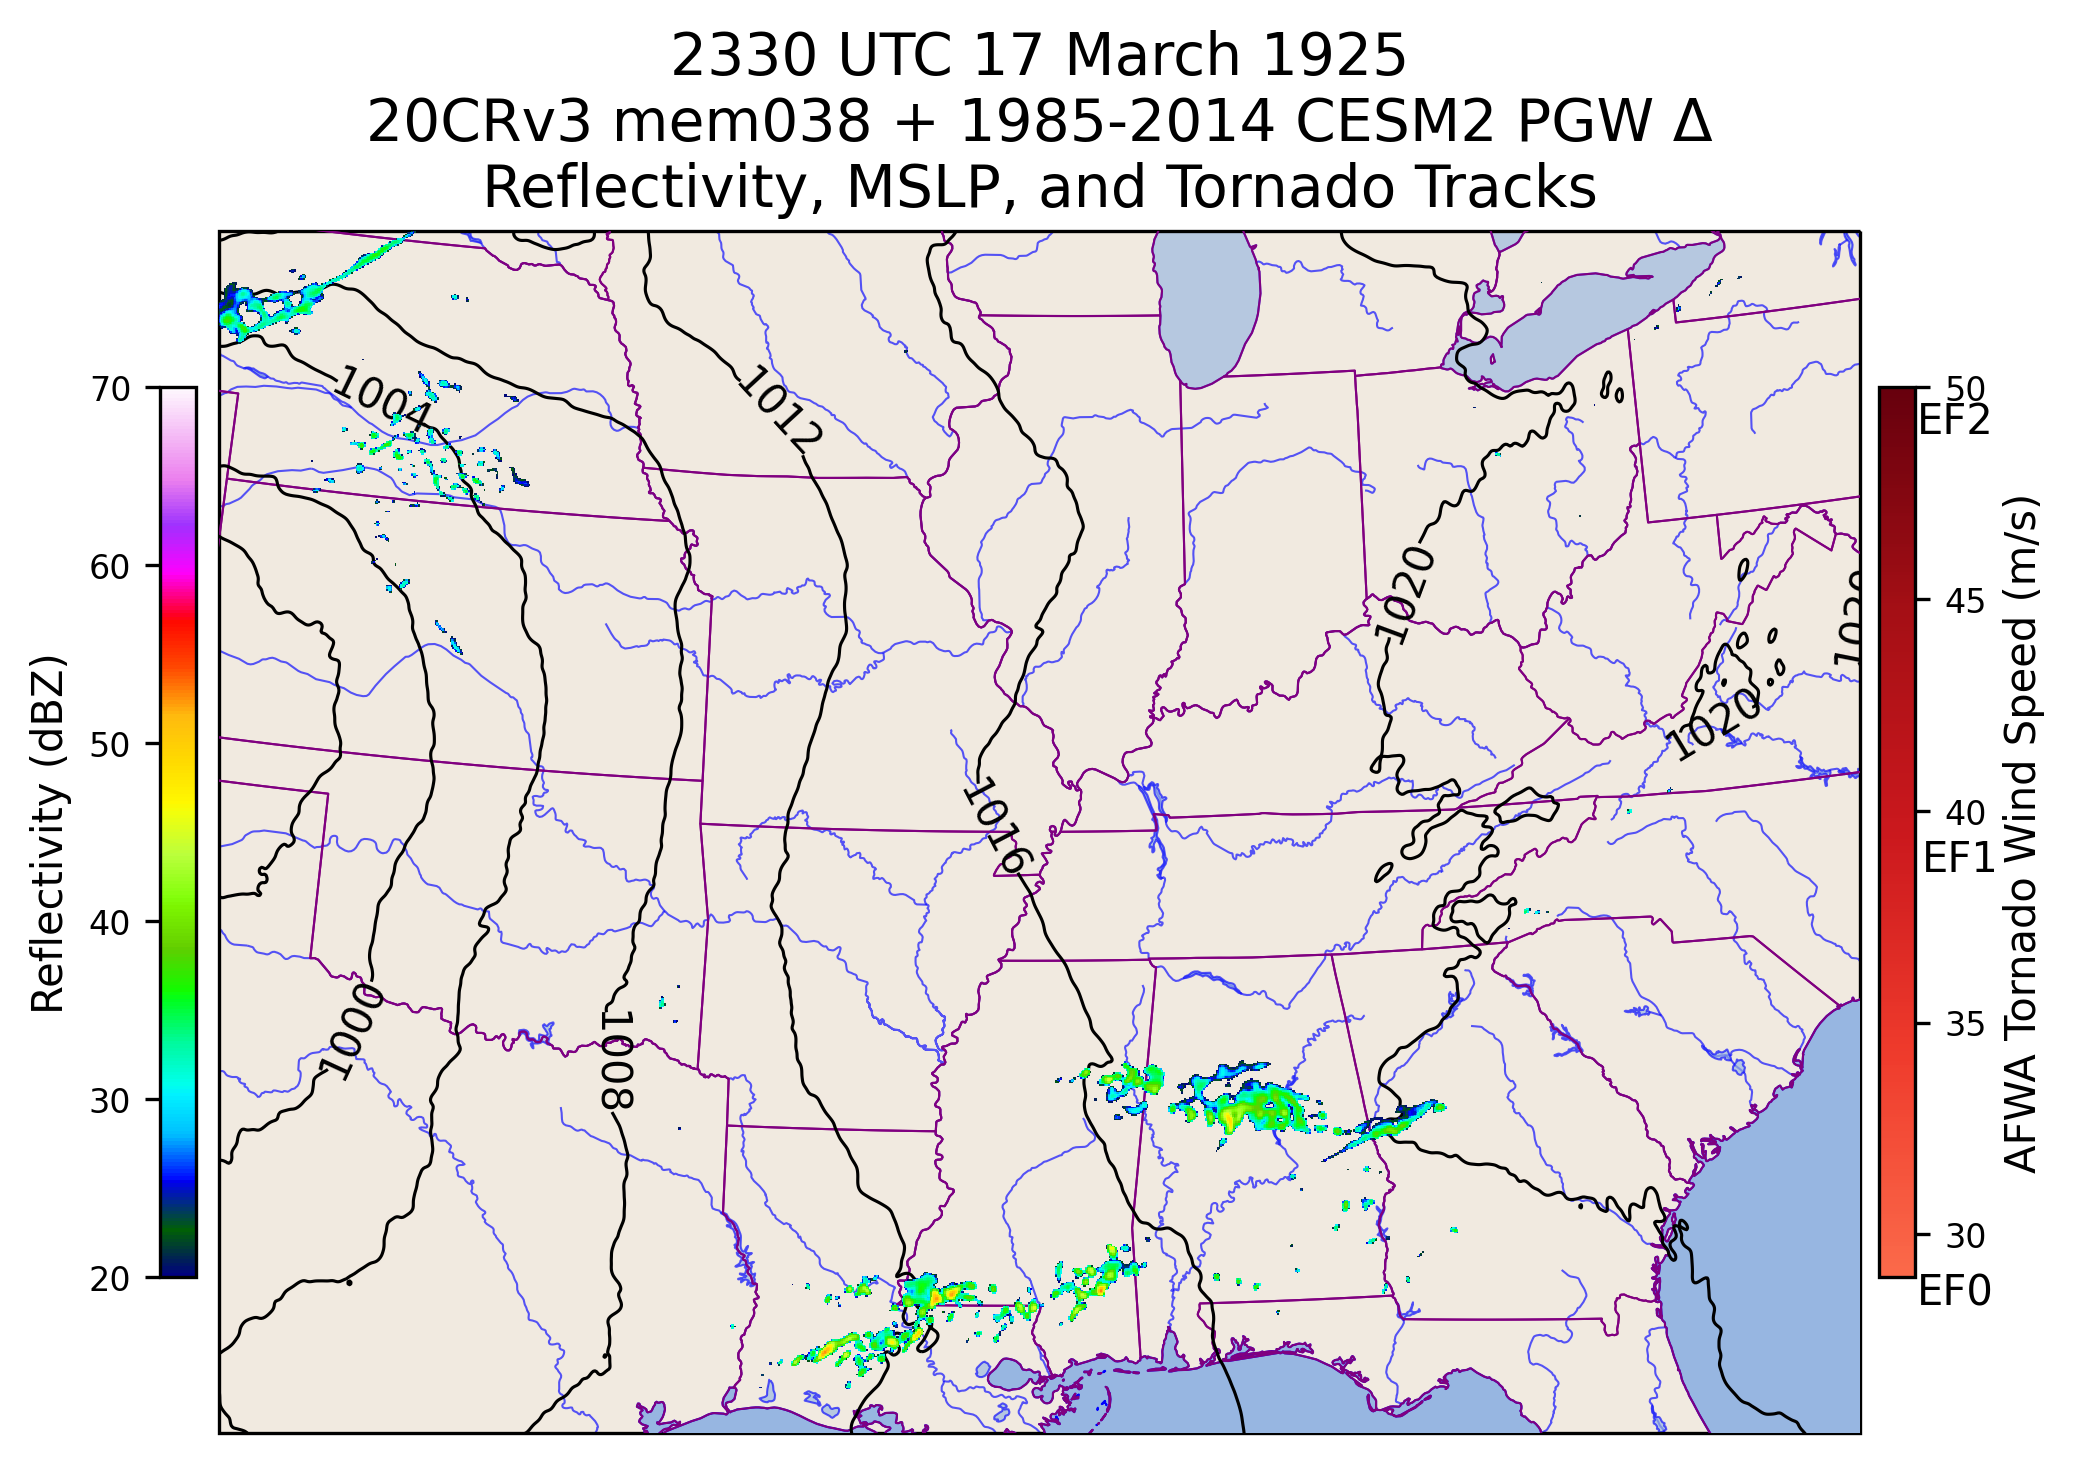 2330 UTC 17 March 1925
20CRv3 mem038 + 1985-2014 CESM2 PGW Δ
Reflectivity, MSLP, and Tornado Tracks
70
60
50
40
30
20
Reflectivity (dBZ)
1004
1012
1020
1020
1020
1016
1000
1008
50
EF2
45
40
EF1
35
30
EF0
AFWA Tornado Wind Speed (m/s)